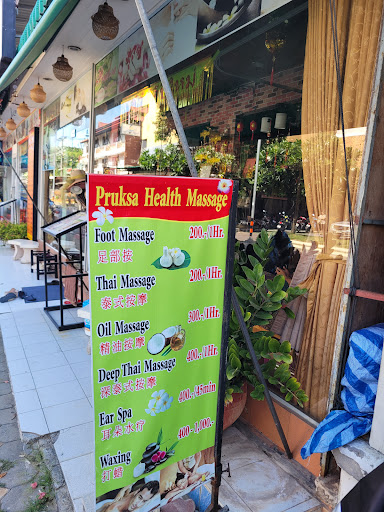 Pruksa Health Massage
Foot Massage 200.-/1Hr.
足部按
Thai Massage 200.-/1Hr.
泰式按摩
Oil Massage 300.-/1Hr.
精油按摩
Deep Thai Massage 400.-/1Hr.
深泰式按摩
Ear Spa 400.-/45min
耳朵水疗
Waxing 400-1,000.-
打蜡